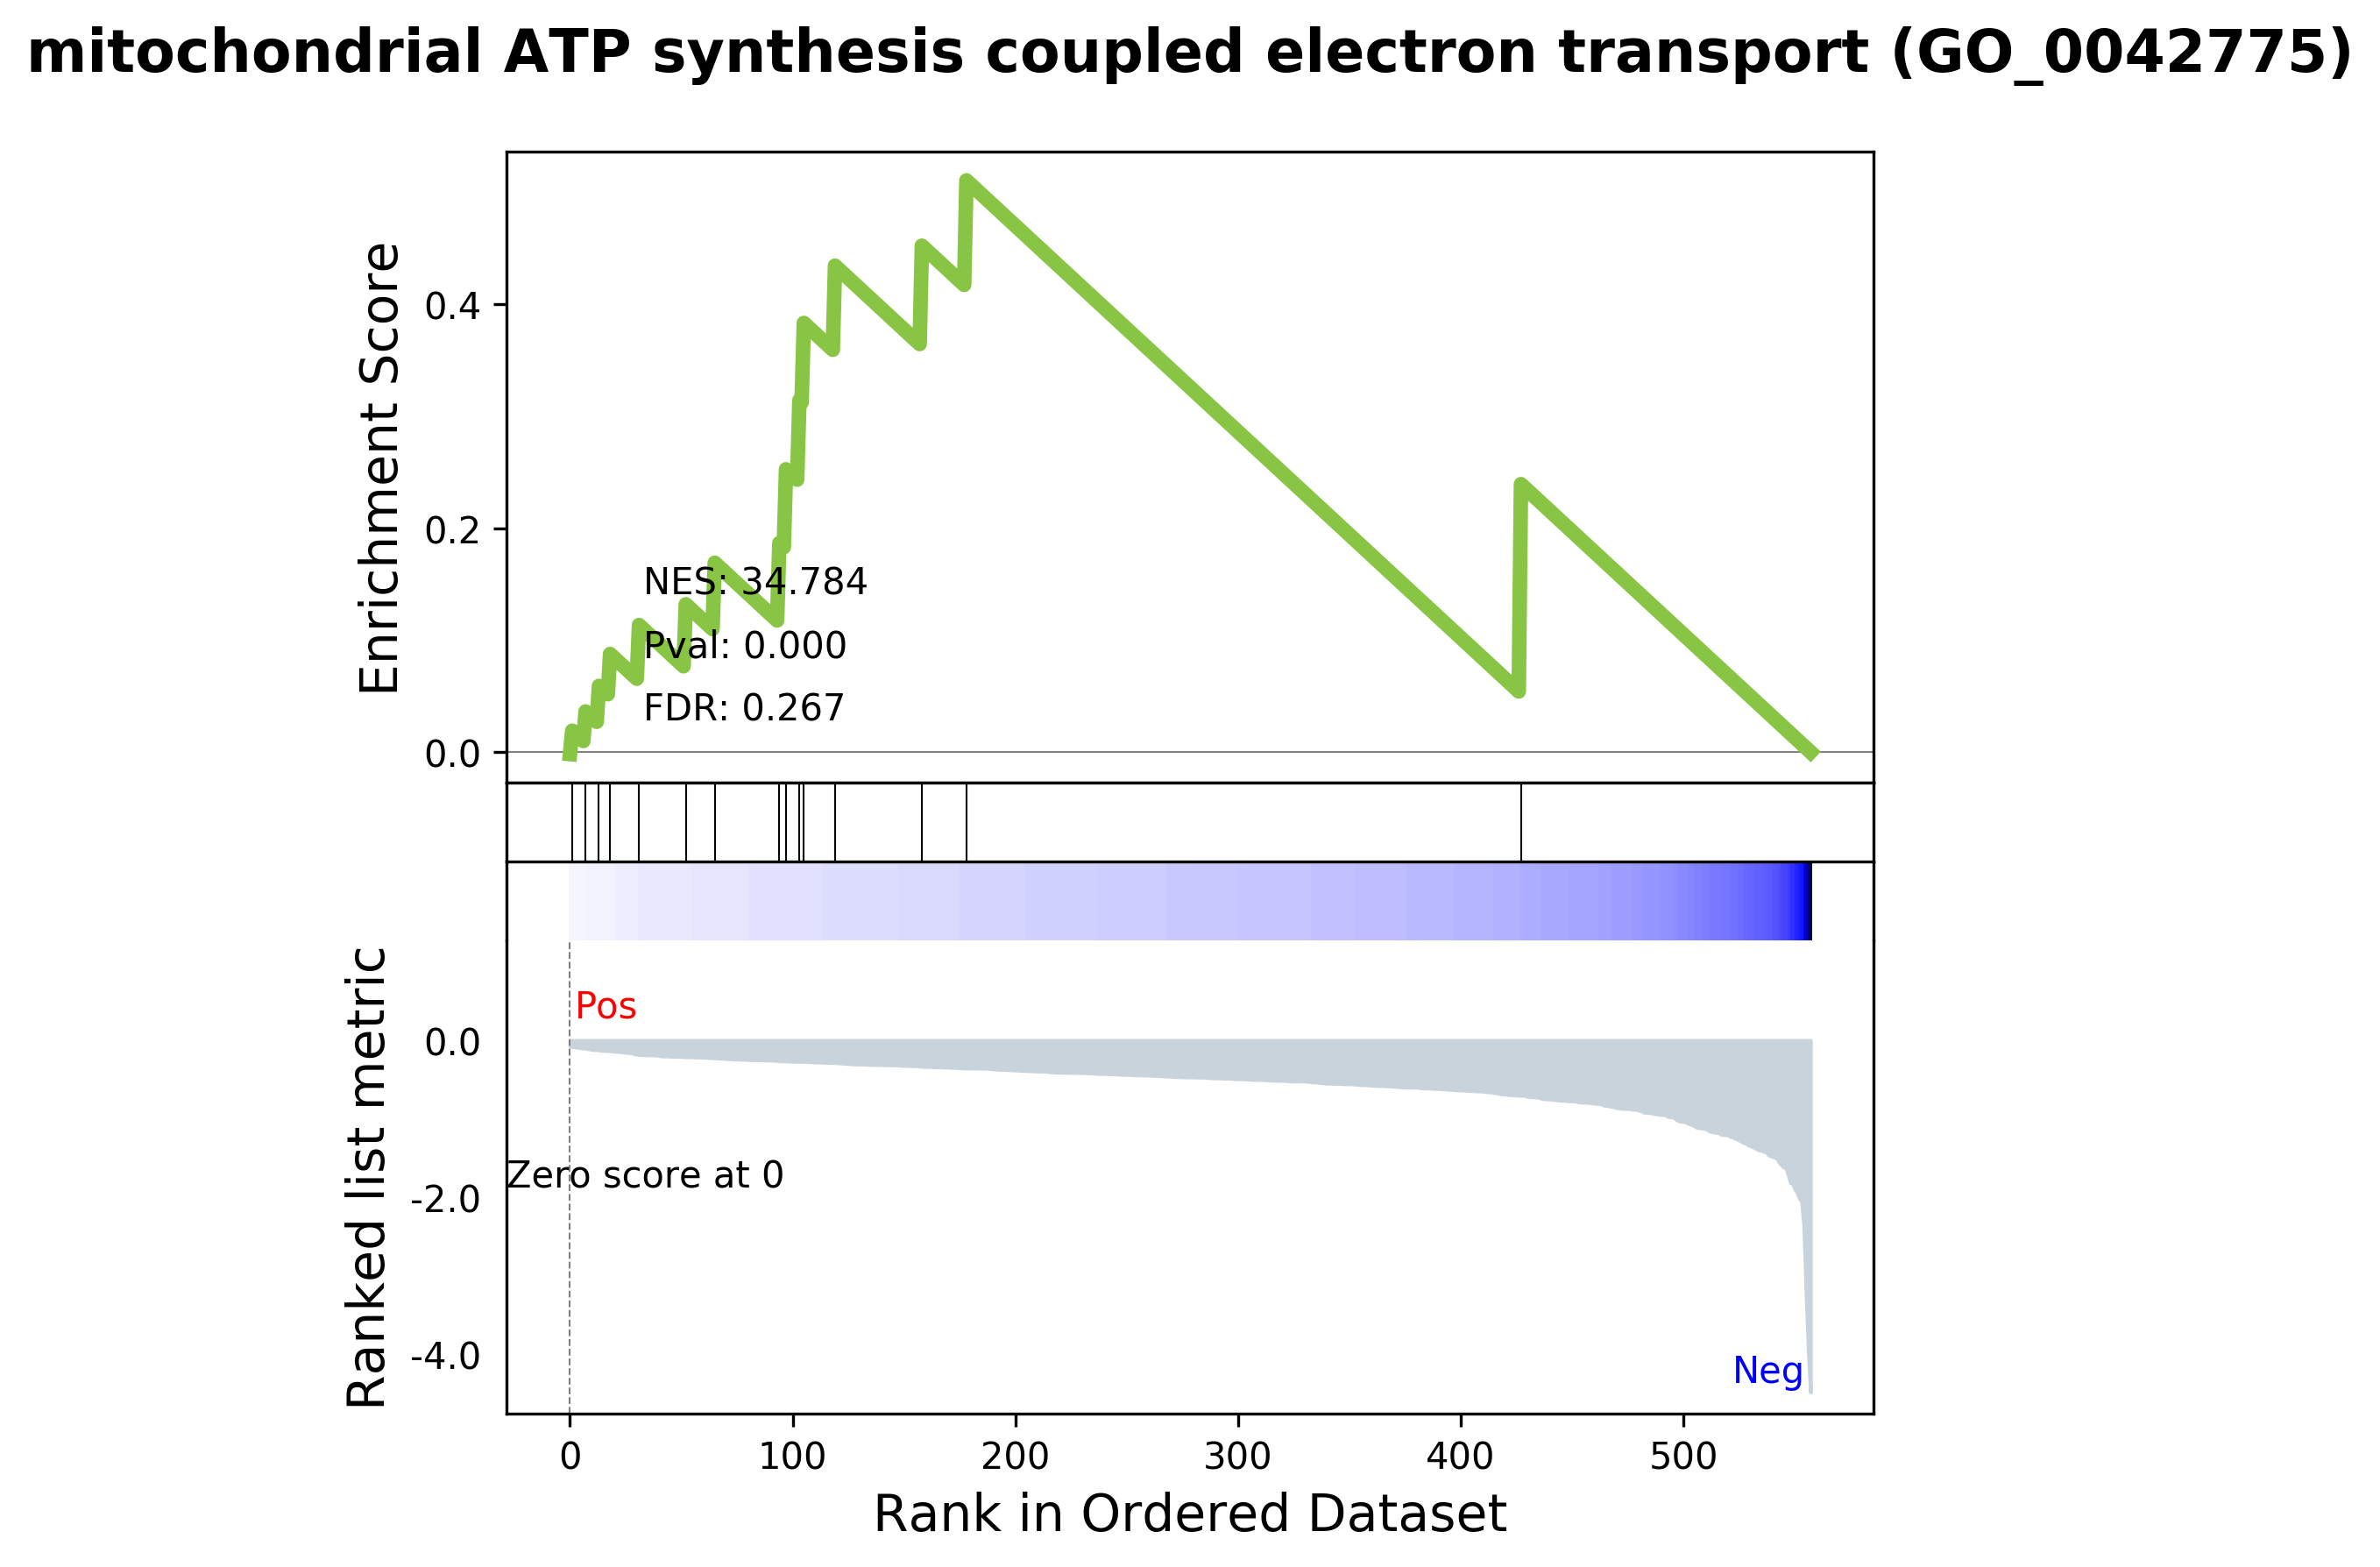 mitochondrial ATP synthesis coupled electron transport (GO_0042775)
Enrichment Score
0.4
0.2
0.0
NES: 34.784
Pval: 0.000
FDR: 0.267
Ranked list metric
Pos
0.0
Zero score at 0
-2.0
-4.0
Neg
0 100 200 300 400 500
Rank in Ordered Dataset